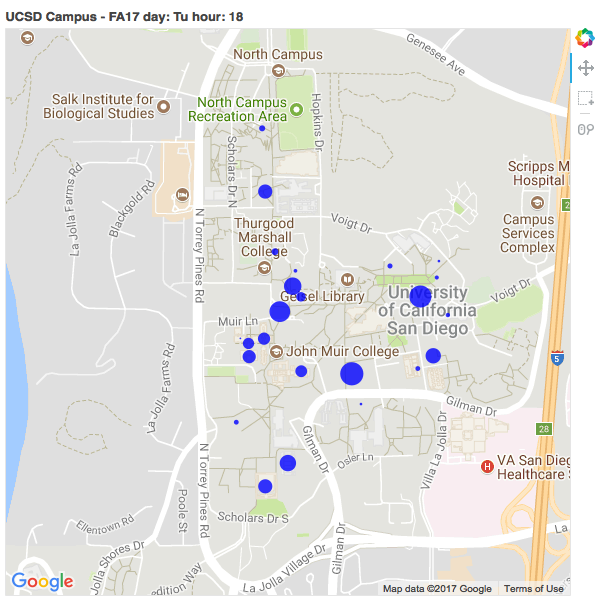 UCSD Campus - FA17 day: Tu hour: 18
Genesee Ave
North Campus
Salk Institute for
Biological Studies
North Campus
Recreation Area
Hopkins Dr
Scholars Dr N
Scripps M
Hospital
La Jolla Farms Rd
Blackgold Rd
2
N Torrey Pines Rd
Voigt Dr
Thurgood
Marshall
College
Campus
Services
Complex
Geisel Library
University
of California
San Diego
Voigt Dr
Muir Ln
John Muir College
5
La Jolla Farms Rd
Gilman Dr
28
Gilman Dr
Villa La Jolla Dr
Osler Ln
N Torrey Pines Rd
VA San Dieg
Healthcare S
H
Poole St
Ellentown Rd
Scholars Dr S
La Jolla Shores Dr
Gilman Dr
La
La Jolla Village Dr
edition Way
Google
Map data ©2017 Google
Terms of Use